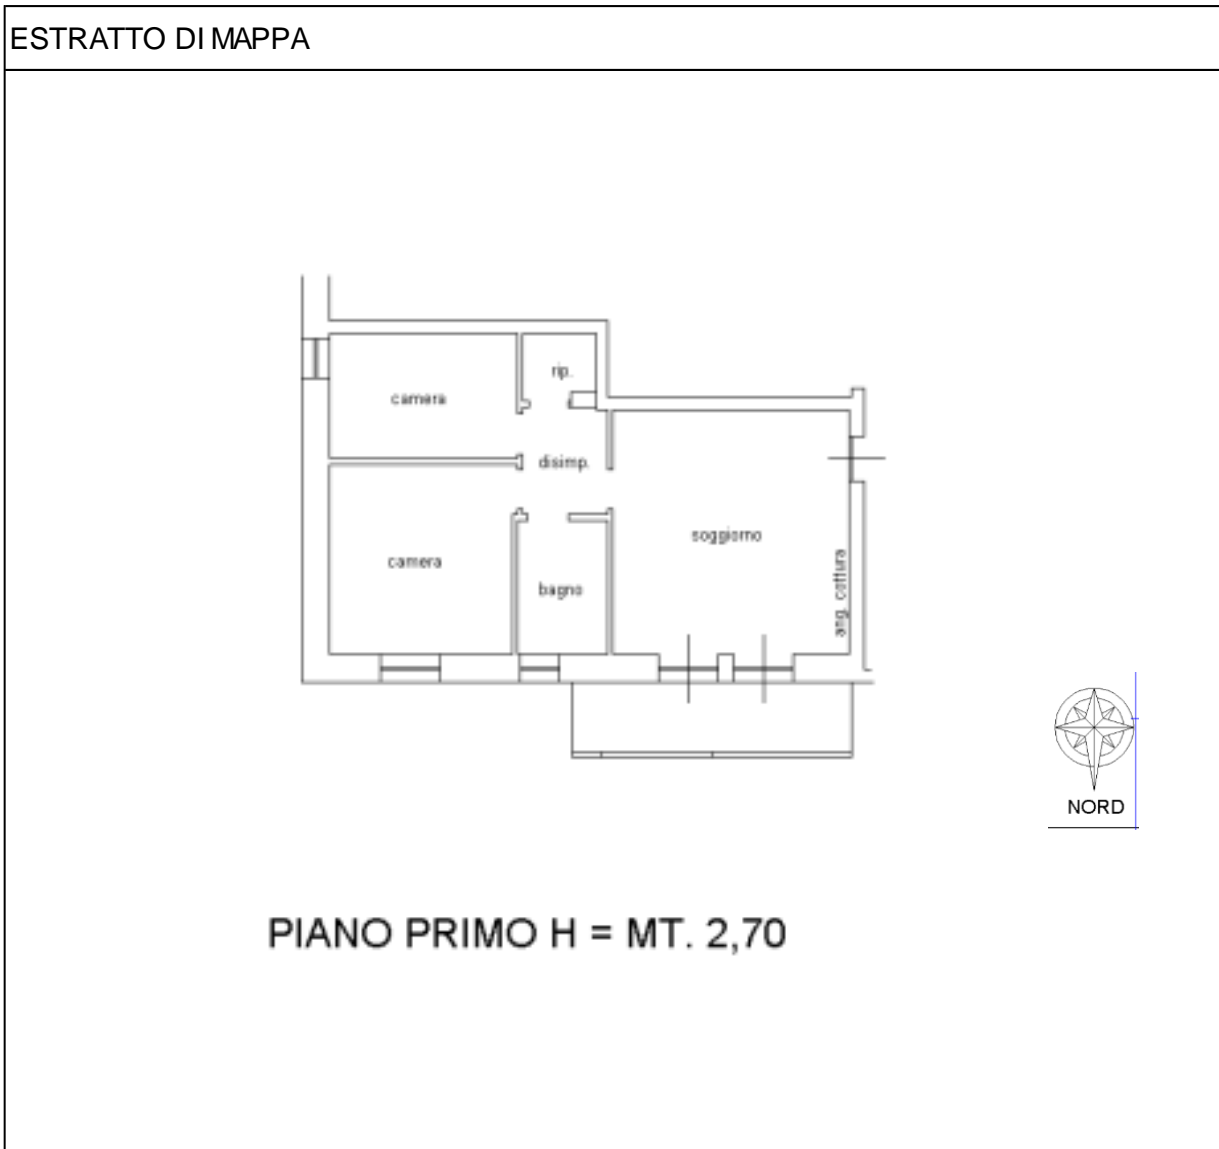 ESTRATTO DI MAPPA
rip.
camera
disimp.
soggiorno
camera
bagno
ang. cottura
NORD
PIANO PRIMO H = MT. 2,70